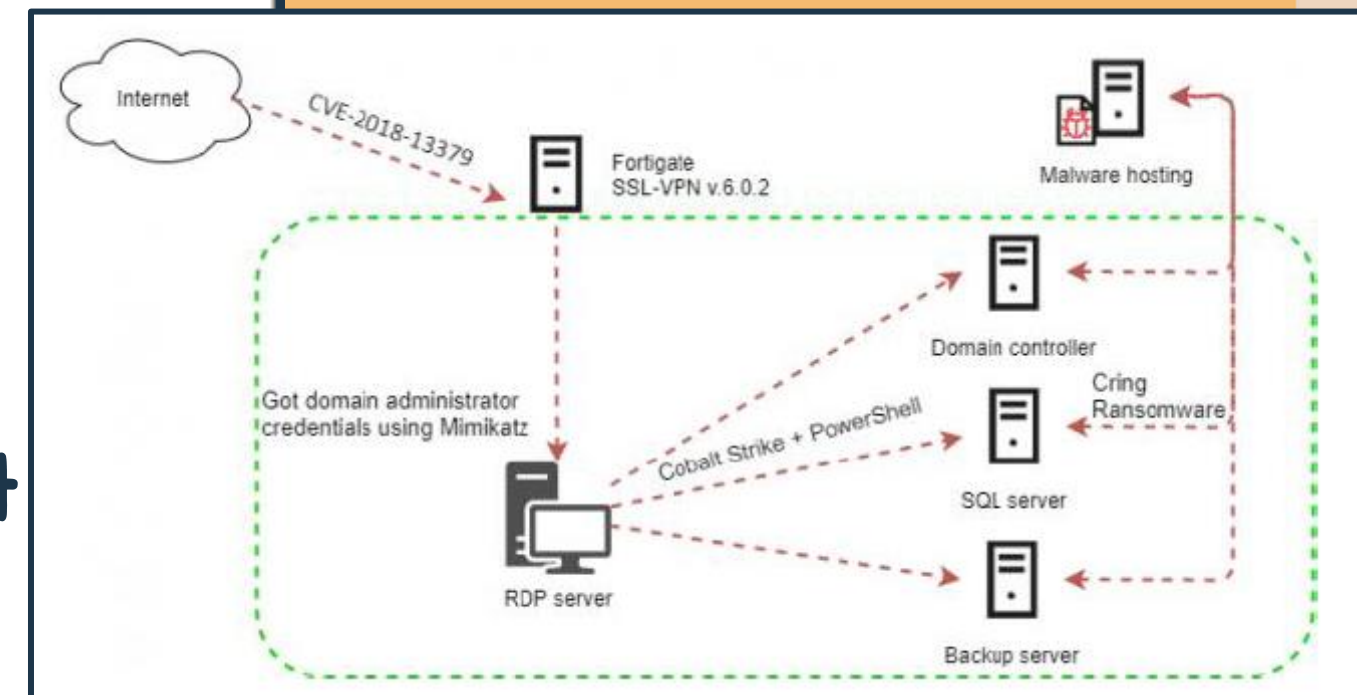 Internet
CVE-2018-13379
Fortigate
SSL-VPN v.6.0.2
Malware hosting
Domain controller
Got domain administrator
credentials using Mimikatz
Cobalt Strike + PowerShell
Cring
Ransomware
SQL server
RDP server
Backup server